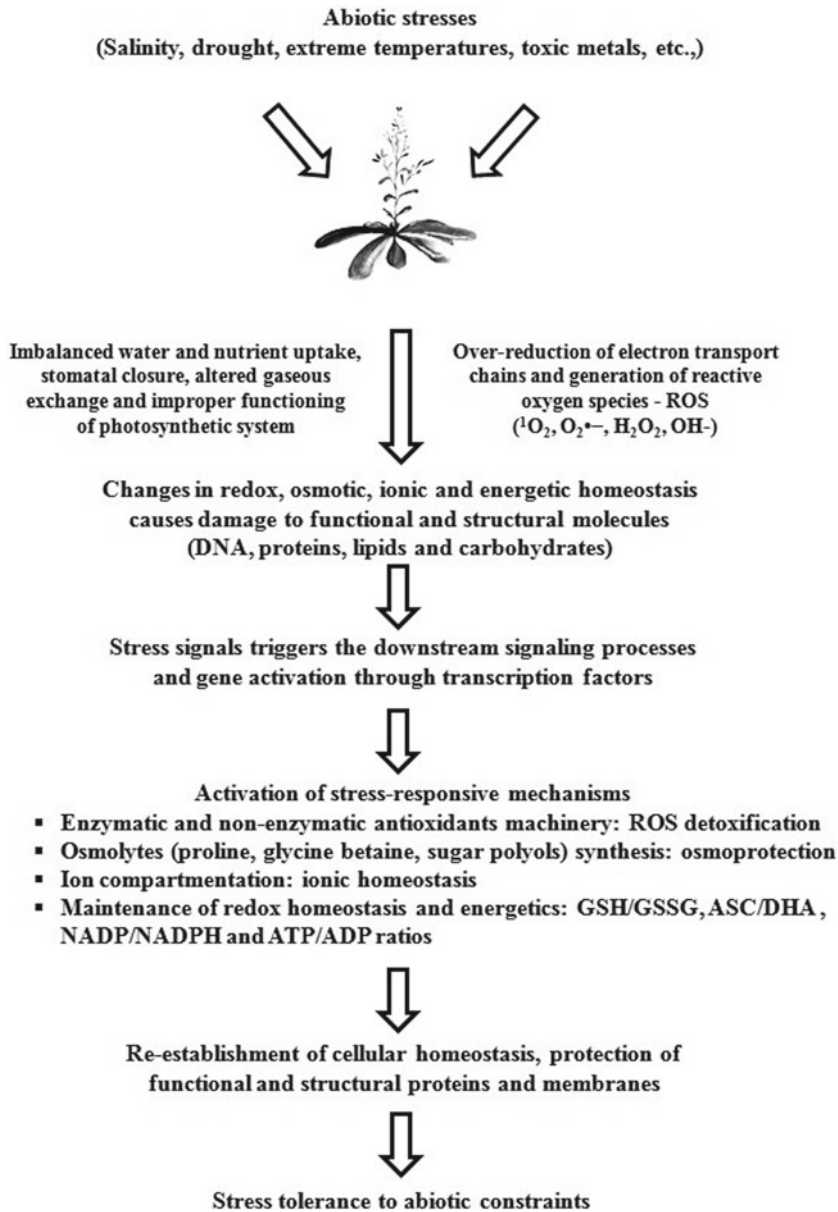 Abiotic stresses
(Salinity, drought, extreme temperatures, toxic metals, etc.,)
Imbalanced water and nutrient uptake,
stomatal closure, altered gaseous
exchange and improper functioning
of photosynthetic system
Over-reduction of electron transport
chains and generation of reactive
oxygen species - ROS
(¹O₂, O₂•–, H₂O₂, OH-)
Changes in redox, osmotic, ionic and energetic homeostasis
causes damage to functional and structural molecules
(DNA, proteins, lipids and carbohydrates)
Stress signals triggers the downstream signaling processes
and gene activation through transcription factors
Activation of stress-responsive mechanisms
▪ Enzymatic and non-enzymatic antioxidants machinery: ROS detoxification
▪ Osmolytes (proline, glycine betaine, sugar polyols) synthesis: osmoprotection
▪ Ion compartmentation: ionic homeostasis
▪ Maintenance of redox homeostasis and energetics: GSH/GSSG, ASC/DHA ,
NADP/NADPH and ATP/ADP ratios
Re-establishment of cellular homeostasis, protection of
functional and structural proteins and membranes
Stress tolerance to abiotic constraints